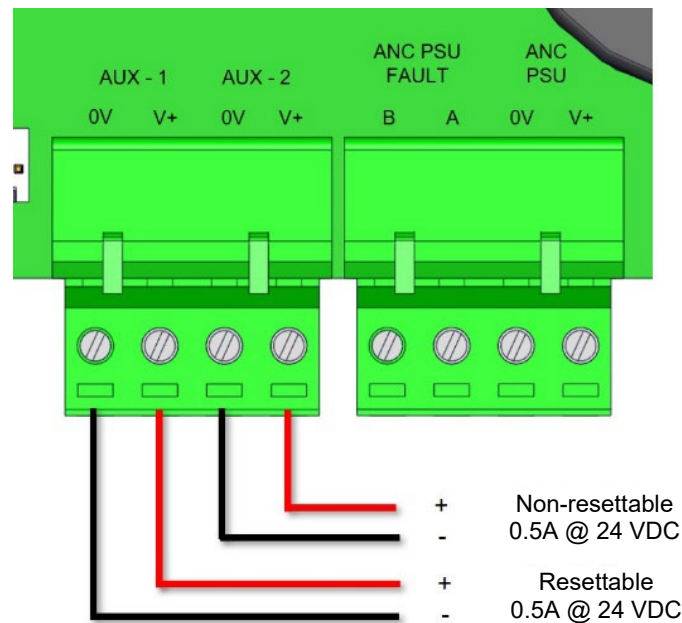 AUX - 1 AUX - 2 ANC PSU FAULT ANC PSU
0V V+ 0V V+ B A 0V V+
+ Non-resettable
- 0.5A @ 24 VDC
+ Resettable
- 0.5A @ 24 VDC